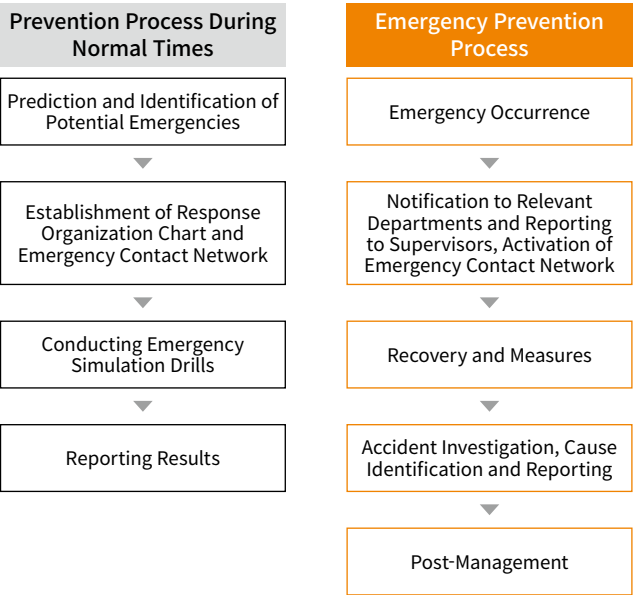 Prevention Process During
Normal Times
Prediction and Identification of
Potential Emergencies
Establishment of Response
Organization Chart and
Emergency Contact Network
Conducting Emergency
Simulation Drills
Reporting Results
Emergency Prevention
Process
Emergency Occurrence
Notification to Relevant
Departments and Reporting
to Supervisors, Activation of
Emergency Contact Network
Recovery and Measures
Accident Investigation, Cause
Identification and Reporting
Post-Management